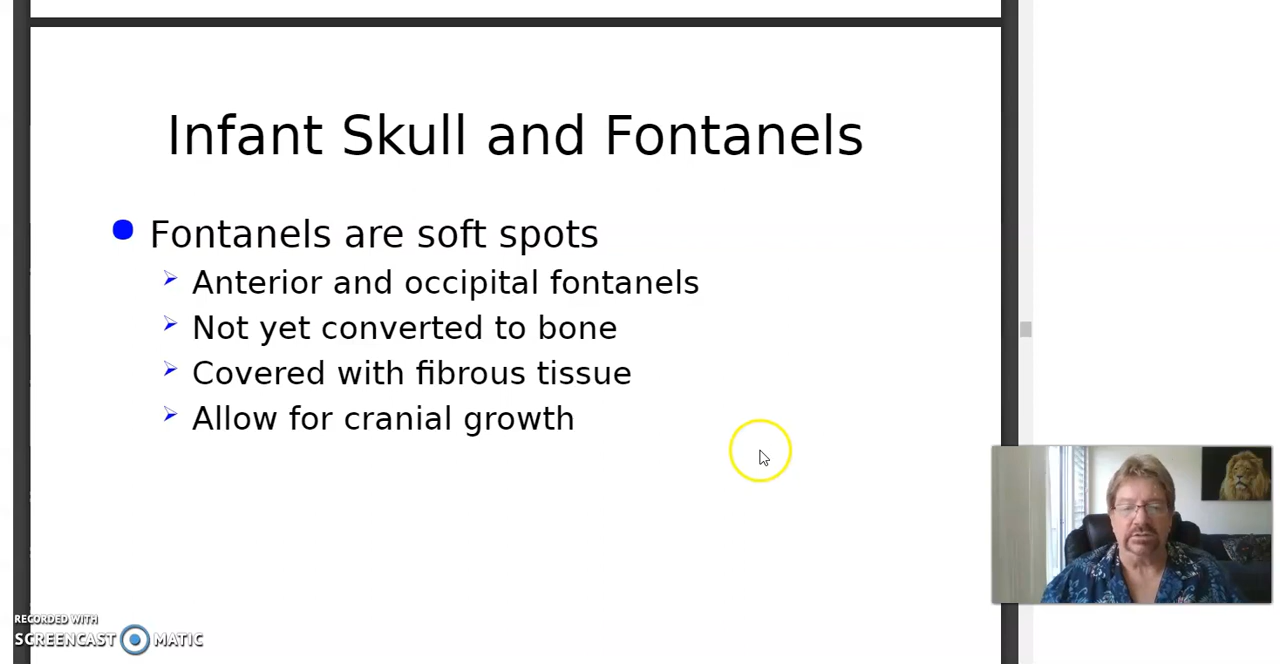 Infant Skull and Fontanels
Fontanels are soft spots
Anterior and occipital fontanels
Not yet converted to bone
Covered with fibrous tissue
Allow for cranial growth
RECORDED WITH
SCREENCAST MATIC